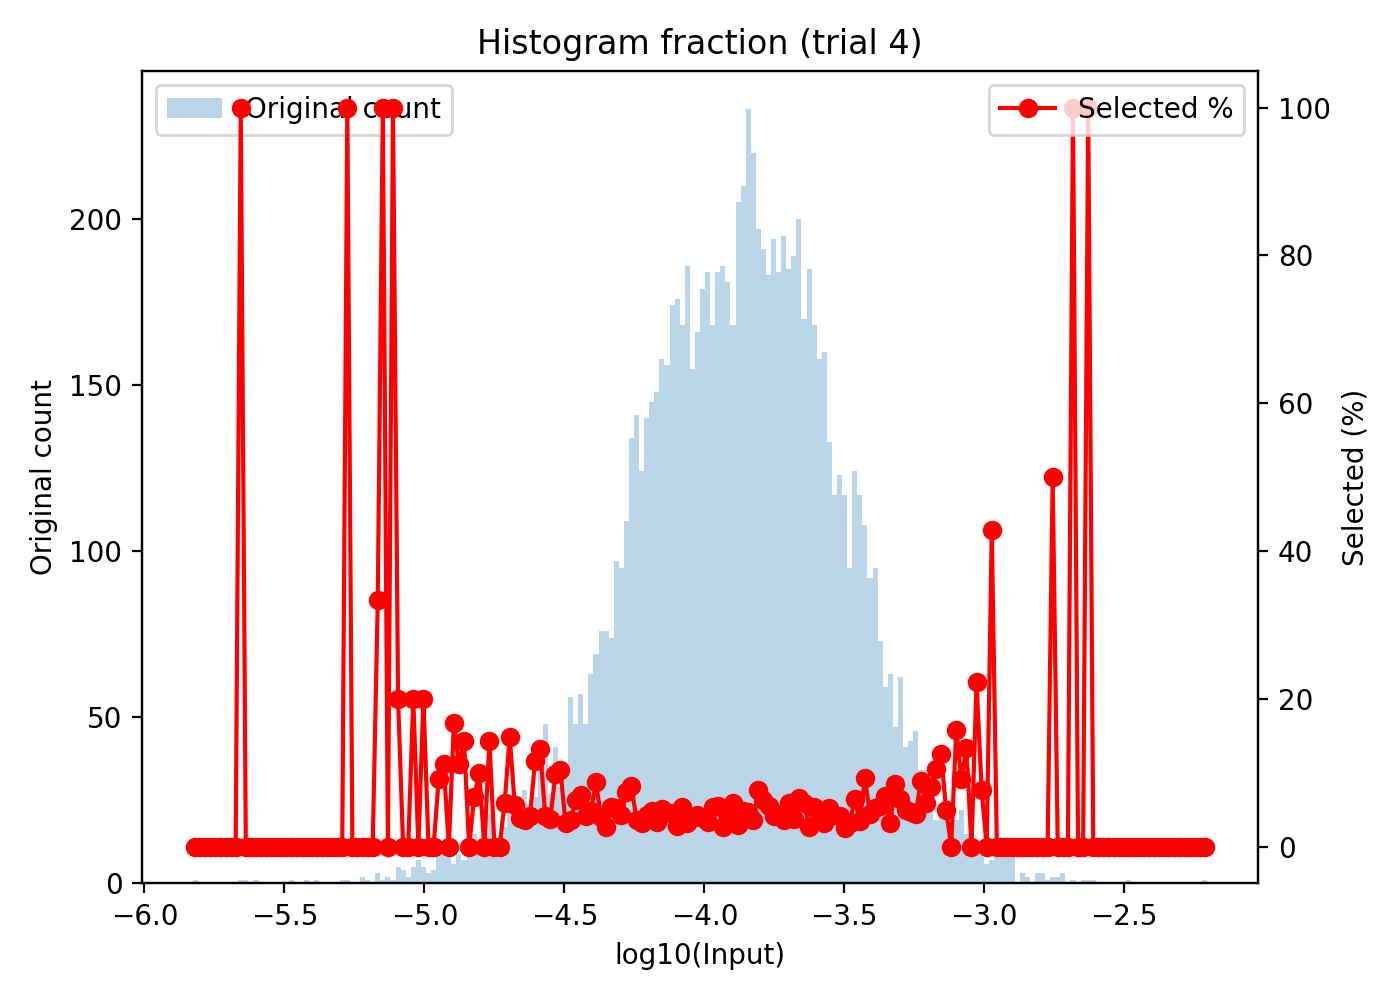 Histogram fraction (trial 4)
Original count
Selected %
200
150
100
50
0
Original count
100
80
60
40
20
0
Selected (%)
−6.0 −5.5 −5.0 −4.5 −4.0 −3.5 −3.0 −2.5
log10(Input)